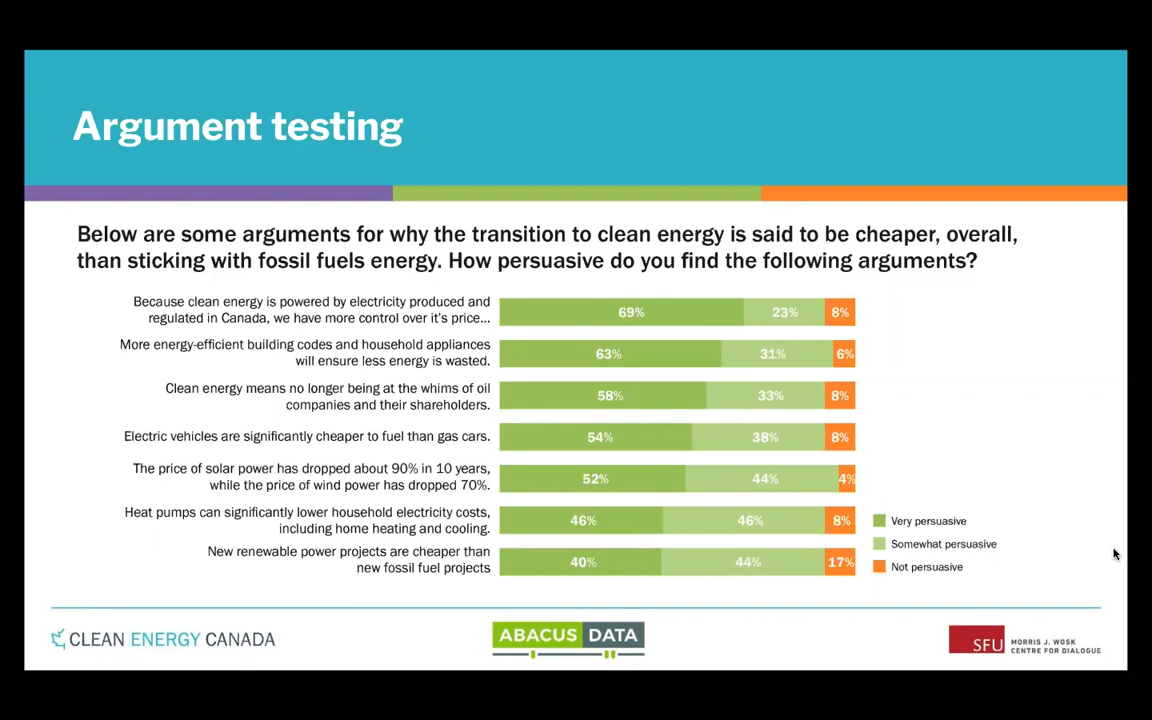 Argument testing
Below are some arguments for why the transition to clean energy is said to be cheaper, overall,
than sticking with fossil fuels energy. How persuasive do you find the following arguments?
Because clean energy is powered by electricity produced and
regulated in Canada, we have more control over it's price...
69% 23% 8%
More energy-efficient building codes and household appliances
will ensure less energy is wasted.
63% 31% 6%
Clean energy means no longer being at the whims of oil
companies and their shareholders.
58% 33% 8%
Electric vehicles are significantly cheaper to fuel than gas cars.
54% 38% 8%
The price of solar power has dropped about 90% in 10 years,
while the price of wind power has dropped 70%.
52% 44% 4%
Heat pumps can significantly lower household electricity costs,
including home heating and cooling.
46% 46% 8%
New renewable power projects are cheaper than
new fossil fuel projects
40% 44% 17%
Very persuasive
Somewhat persuasive
Not persuasive
CLEAN ENERGY CANADA
ABACUS DATA
SFU
MORRIS J. WOSK
CENTRE FOR DIALOGUE